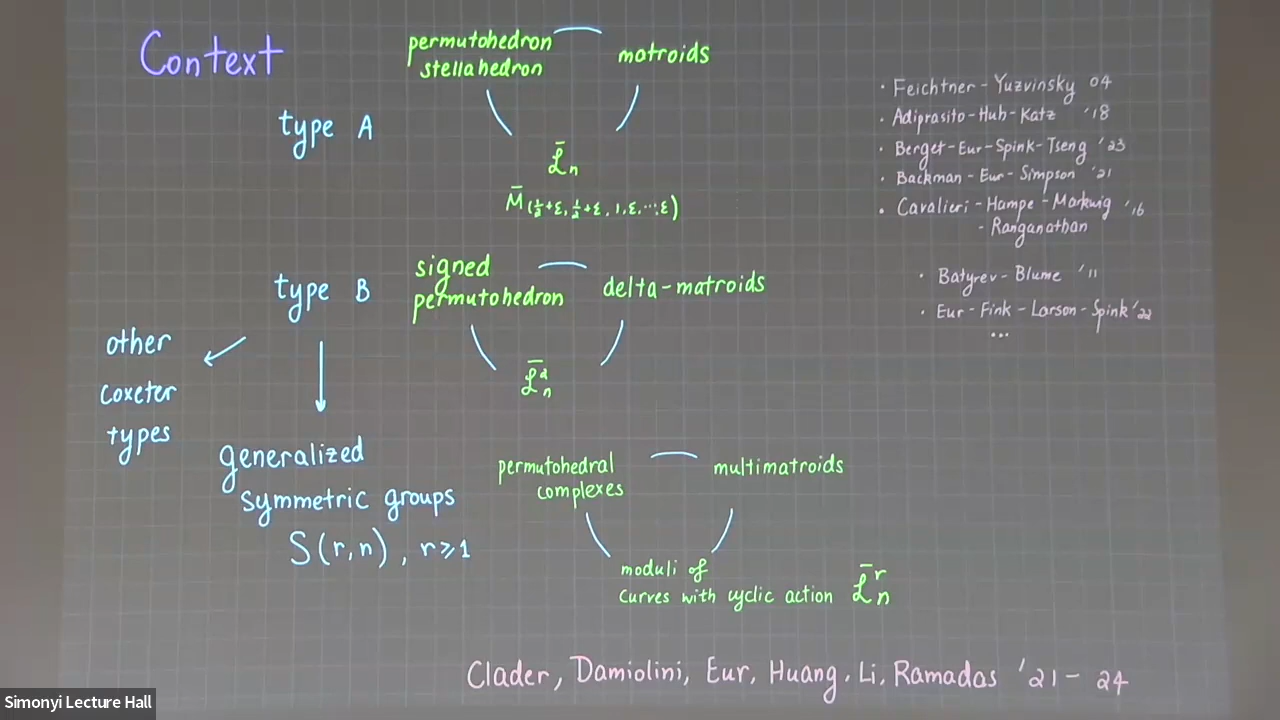 Context
permutohedron
stellahedron
matroids
type A
L̄ₙ
M̄(½+ε, ½+ε, 1, ε, ⋯, ε)
· Feichtner - Yuzvinsky 04
· Adiprasito - Huh - Katz '18
· Berget - Eur - Spink - Tseng '23
· Backman - Eur - Simpson '21
· Cavalieri - Hampe - Markwig '16
- Ranganathan
type B
signed
permutohedron
delta-matroids
L̄²ₙ
· Batyrev - Blume '11
· Eur - Fink - Larson - Spink '22
...
other
coxeter
types
generalized
symmetric groups
S(r,n), r⩾1
permutohedral
complexes
multimatroids
moduli of
curves with cyclic action L̄ʳₙ
Clader, Damiolini, Eur, Huang, Li, Ramadas '21 - 24
Simonyi Lecture Hall